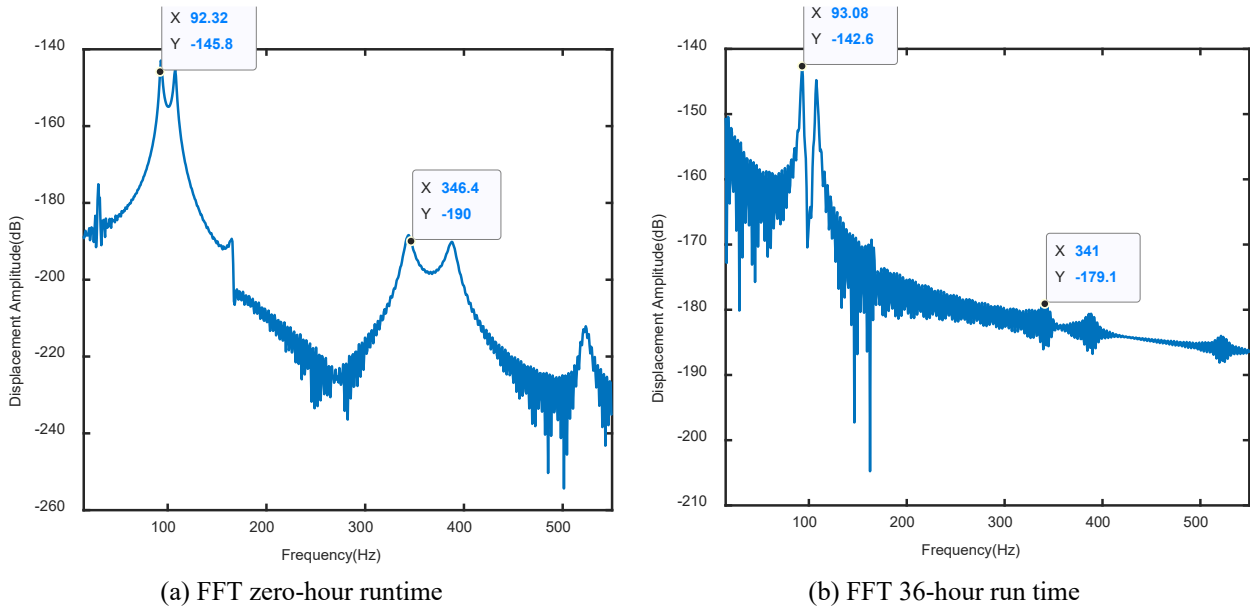 X 92.32
Y -145.8
-140
-160
-180
-200
-220
-240
-260
Displacement Amplitude(dB)
X 346.4
Y -190
100
200
300
400
500
Frequency(Hz)
(a) FFT zero-hour runtime
X 93.08
Y -142.6
-140
-150
-160
-170
-180
-190
-200
-210
Displacement Amplitude(dB)
X 341
Y -179.1
100
200
300
400
500
Frequency(Hz)
(b) FFT 36-hour run time